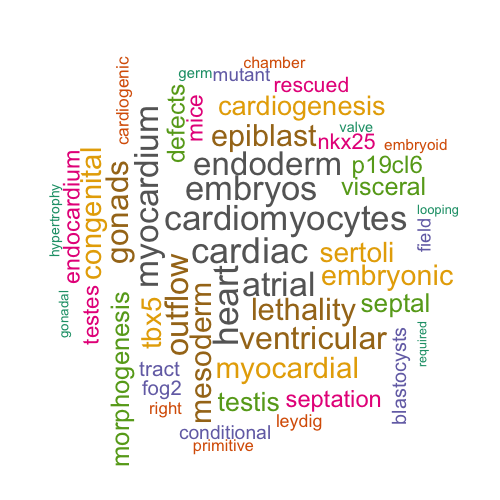 chamber
germ
mutant
rescued
cardiogenic
defects
mice
cardiogenesis
myocardium
epiblast
nkx25
valve
embryoid
endoderm
p19cl6
congenital
gonads
embryos
visceral
endocardium
hypertrophy
cardiomyocytes
looping
cardiac
sertoli
field
heart
atrial
embryonic
gonadal
testes
morphogenesis
tbx5
outflow
mesoderm
lethality
septal
ventricular
blastocysts
required
tract
myocardial
fog2
right
testis
septation
leydig
conditional
primitive